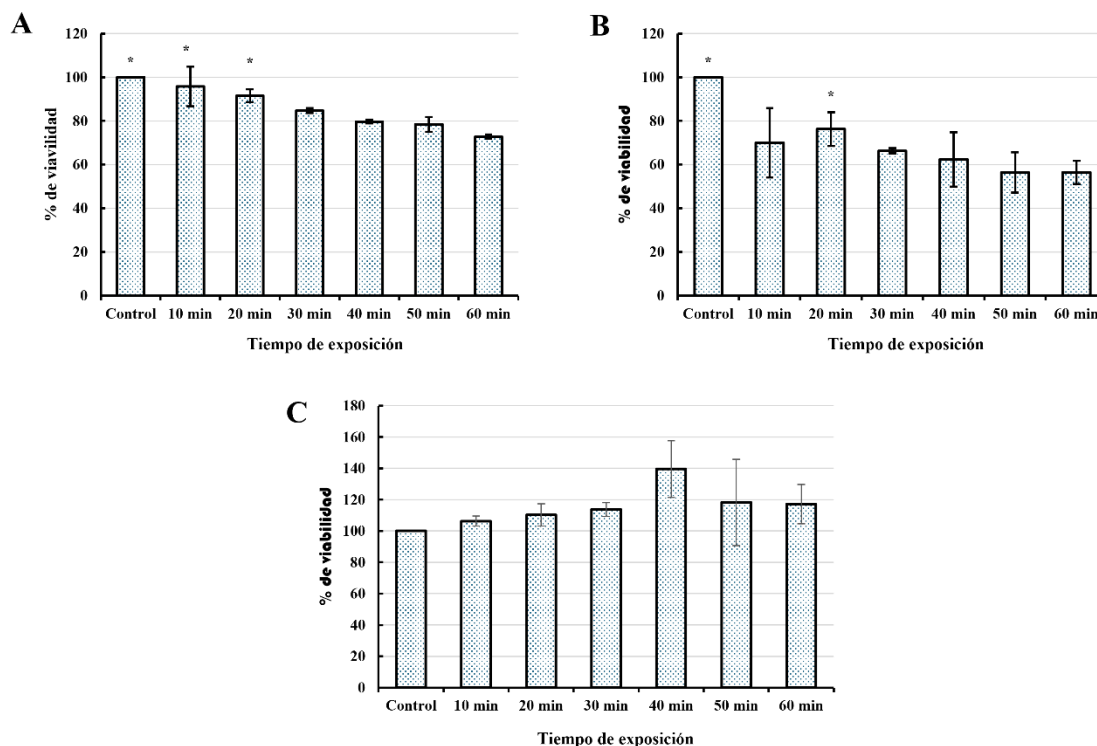 A
% de viavilidad
120
100
80
60
40
20
0
* * *
Control 10 min 20 min 30 min 40 min 50 min 60 min
Tiempo de exposición
B
% de viabilidad
120
100
80
60
40
20
0
* *
Control 10 min 20 min 30 min 40 min 50 min 60 min
Tiempo de exposición
C
% de viabilidad
180
160
140
120
100
80
60
40
20
0
Control 10 min 20 min 30 min 40 min 50 min 60 min
Tiempo de exposición